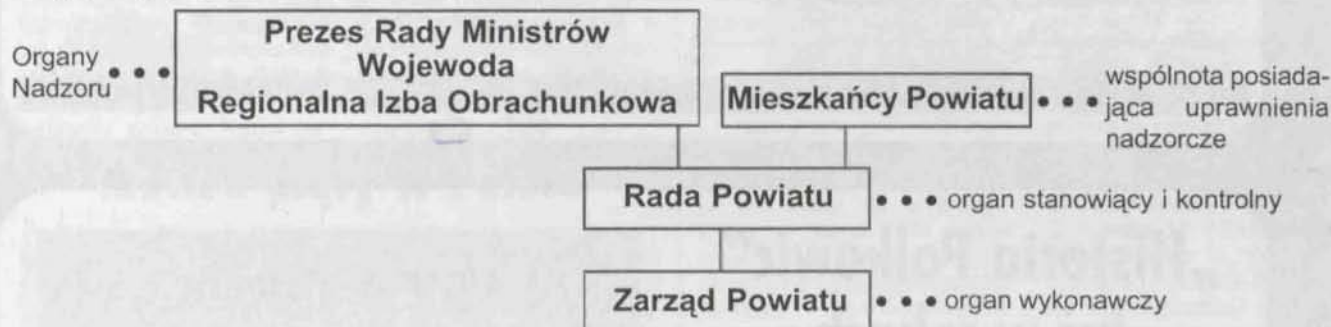 Organy
Nadzoru • • •
Prezes Rady Ministrów
Wojewoda
Regionalna Izba Obrachunkowa
Mieszkańcy Powiatu • • •
wspólnota posiada-
jąca uprawnienia
nadzorcze
Rada Powiatu • • • organ stanowiący i kontrolny
Zarząd Powiatu • • • organ wykonawczy